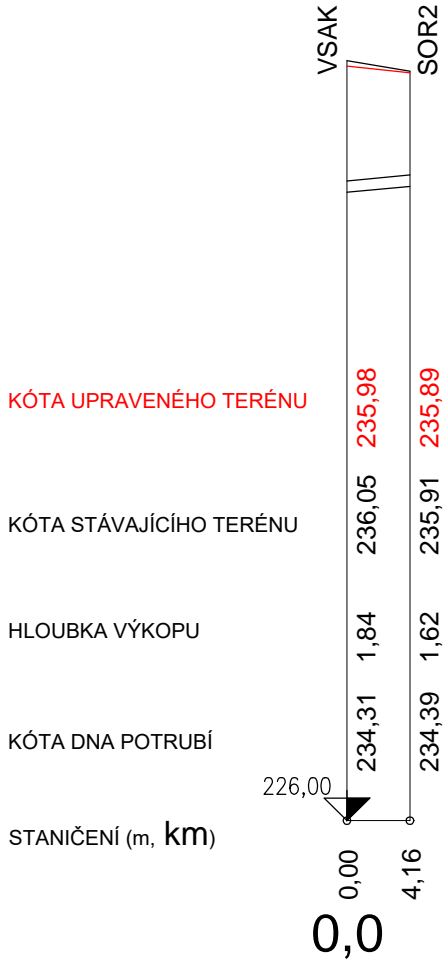 VSAK SOR2
KÓTA UPRAVENÉHO TERÉNU 235,98 235,89
KÓTA STÁVAJÍCÍHO TERÉNU 236,05 235,91
HLOUBKA VÝKOPU 1,84 1,62
KÓTA DNA POTRUBÍ 234,31 234,39
226,00
STANIČENÍ (m, km) 0,00 4,16
0,0